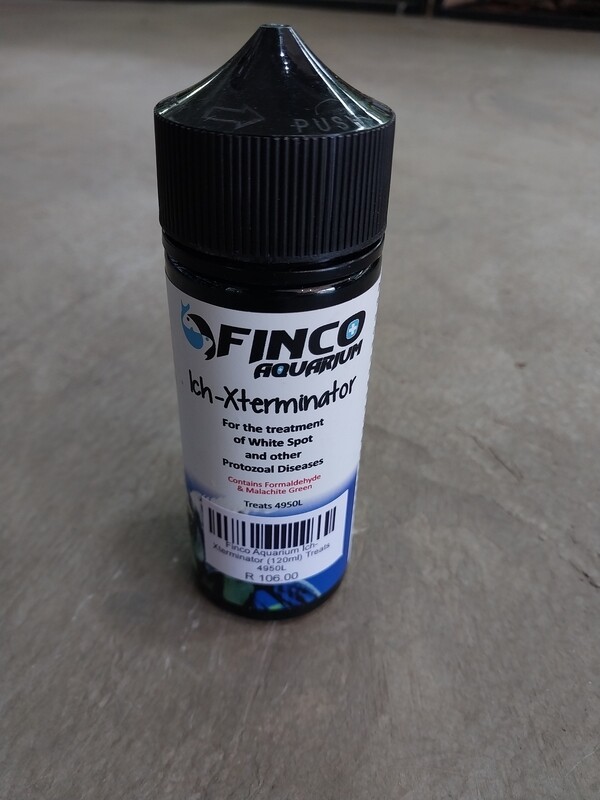 PUSH
FINCO
AQUARIUM
Ich-Xterminator
For the treatment
of White Spot
and other
Protozoal Diseases
Contains Formaldehyde
& Malachite Green
Treats 4950L
Finco Aquarium Ich-
Xterminator (120ml) Treats
4950L
R 106.00